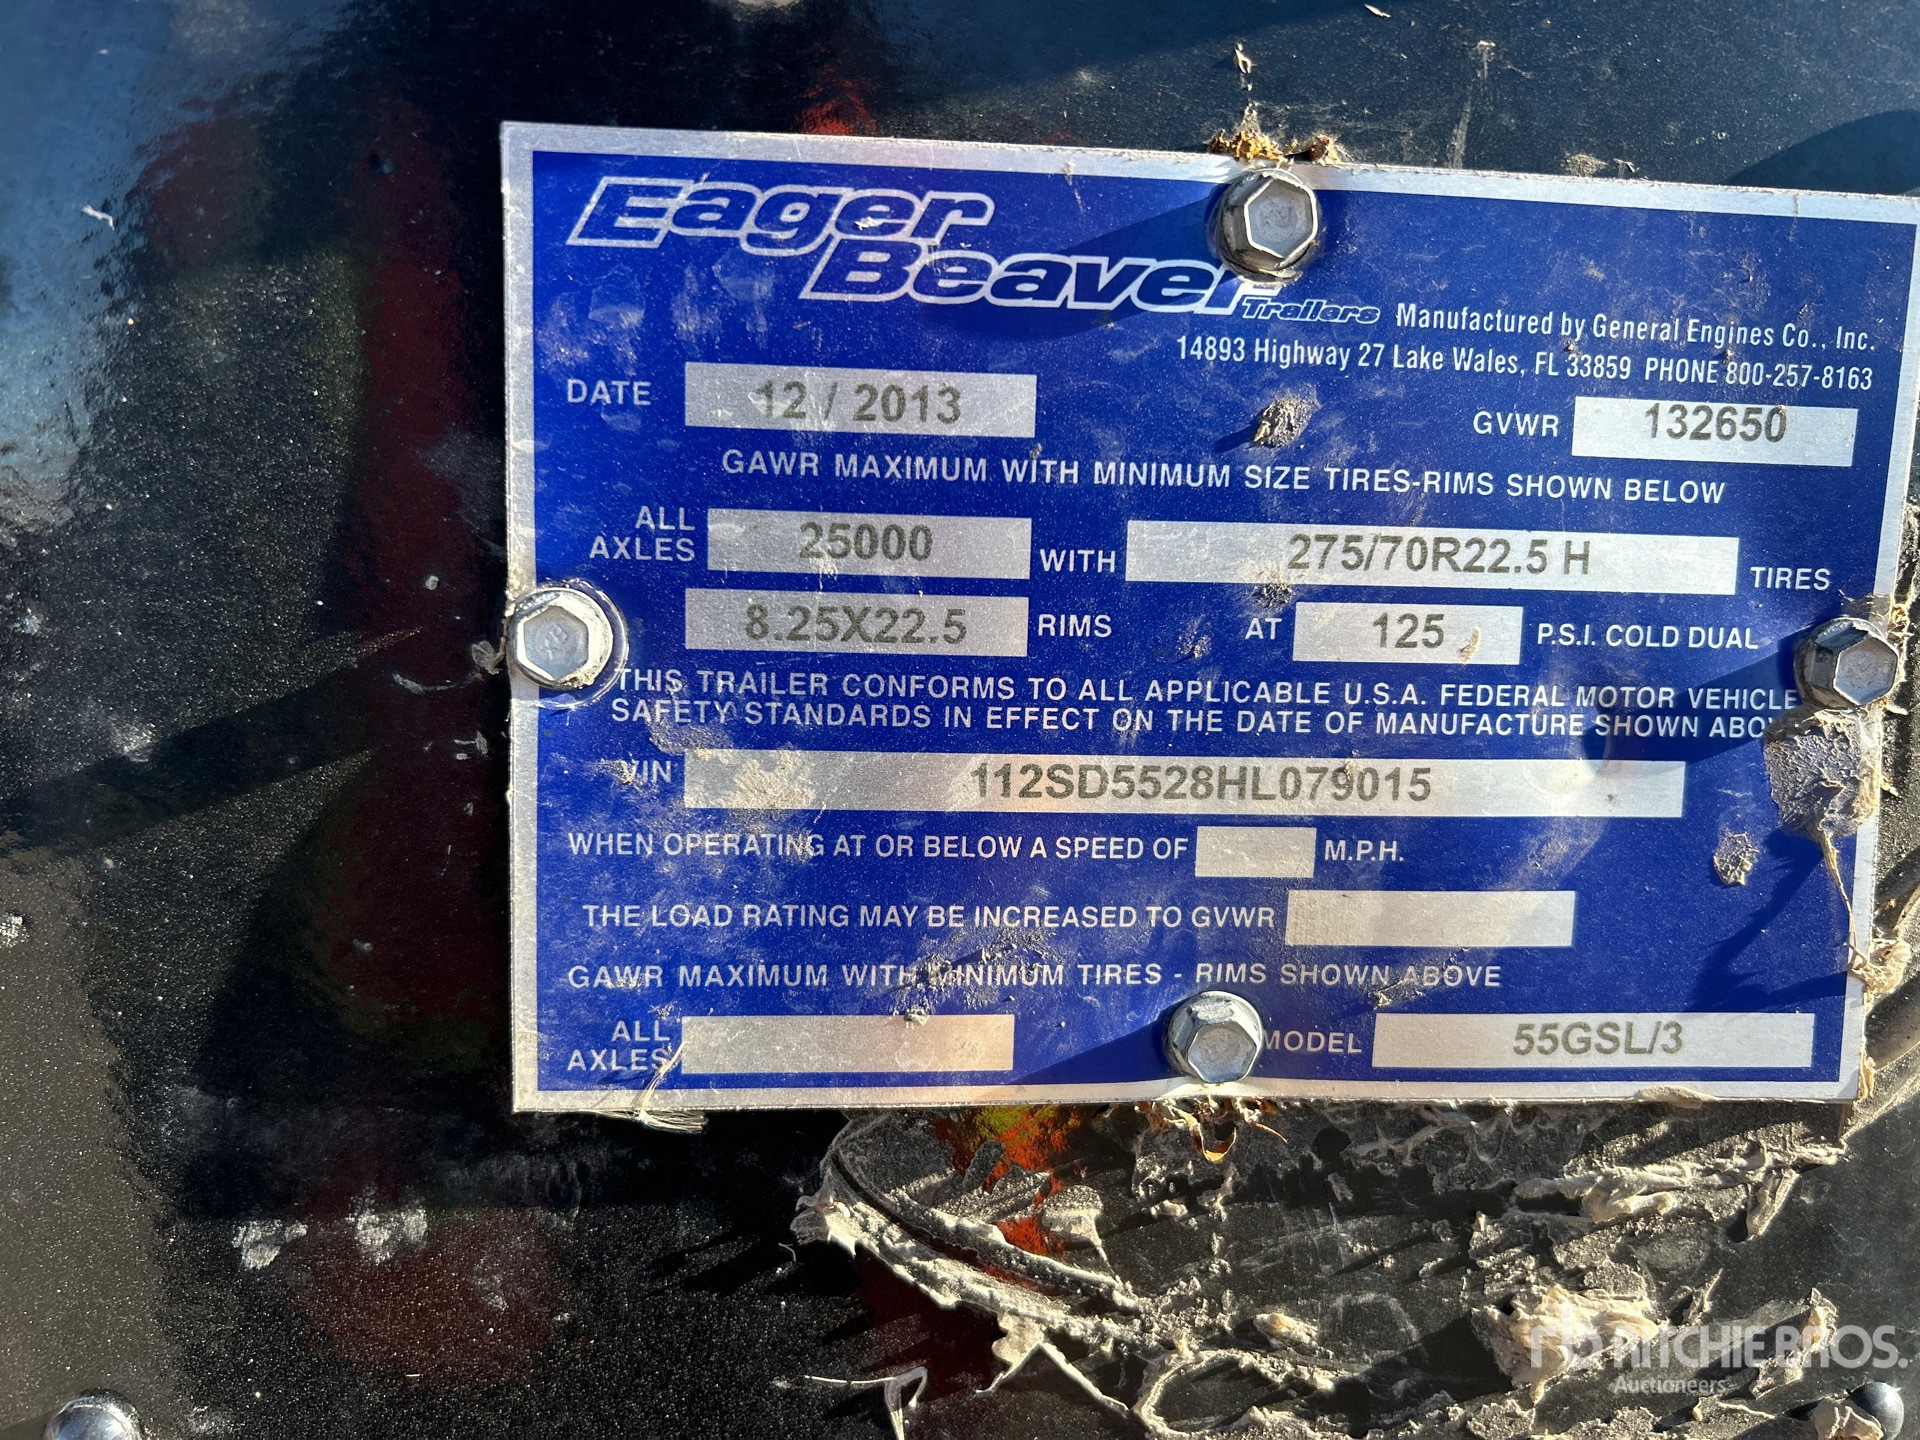 Eager
Beaver
Trailers Manufactured by General Engines Co., Inc.
14893 Highway 27 Lake Wales, FL 33859 PHONE 800-257-8163
DATE 12 / 2013
GVWR 132650
GAWR MAXIMUM WITH MINIMUM SIZE TIRES-RIMS SHOWN BELOW
ALL
AXLES 25000 WITH 275/70R22.5 H TIRES
8.25X22.5 RIMS AT 125 P.S.I. COLD DUAL
THIS TRAILER CONFORMS TO ALL APPLICABLE U.S.A. FEDERAL MOTOR VEHICLE
SAFETY STANDARDS IN EFFECT ON THE DATE OF MANUFACTURE SHOWN ABOVE
VIN 112SD5528HL079015
WHEN OPERATING AT OR BELOW A SPEED OF M.P.H.
THE LOAD RATING MAY BE INCREASED TO GVWR
GAWR MAXIMUM WITH MINIMUM TIRES - RIMS SHOWN ABOVE
ALL
AXLES
MODEL 55GSL/3
RITCHIE BROS.
Auctioneers